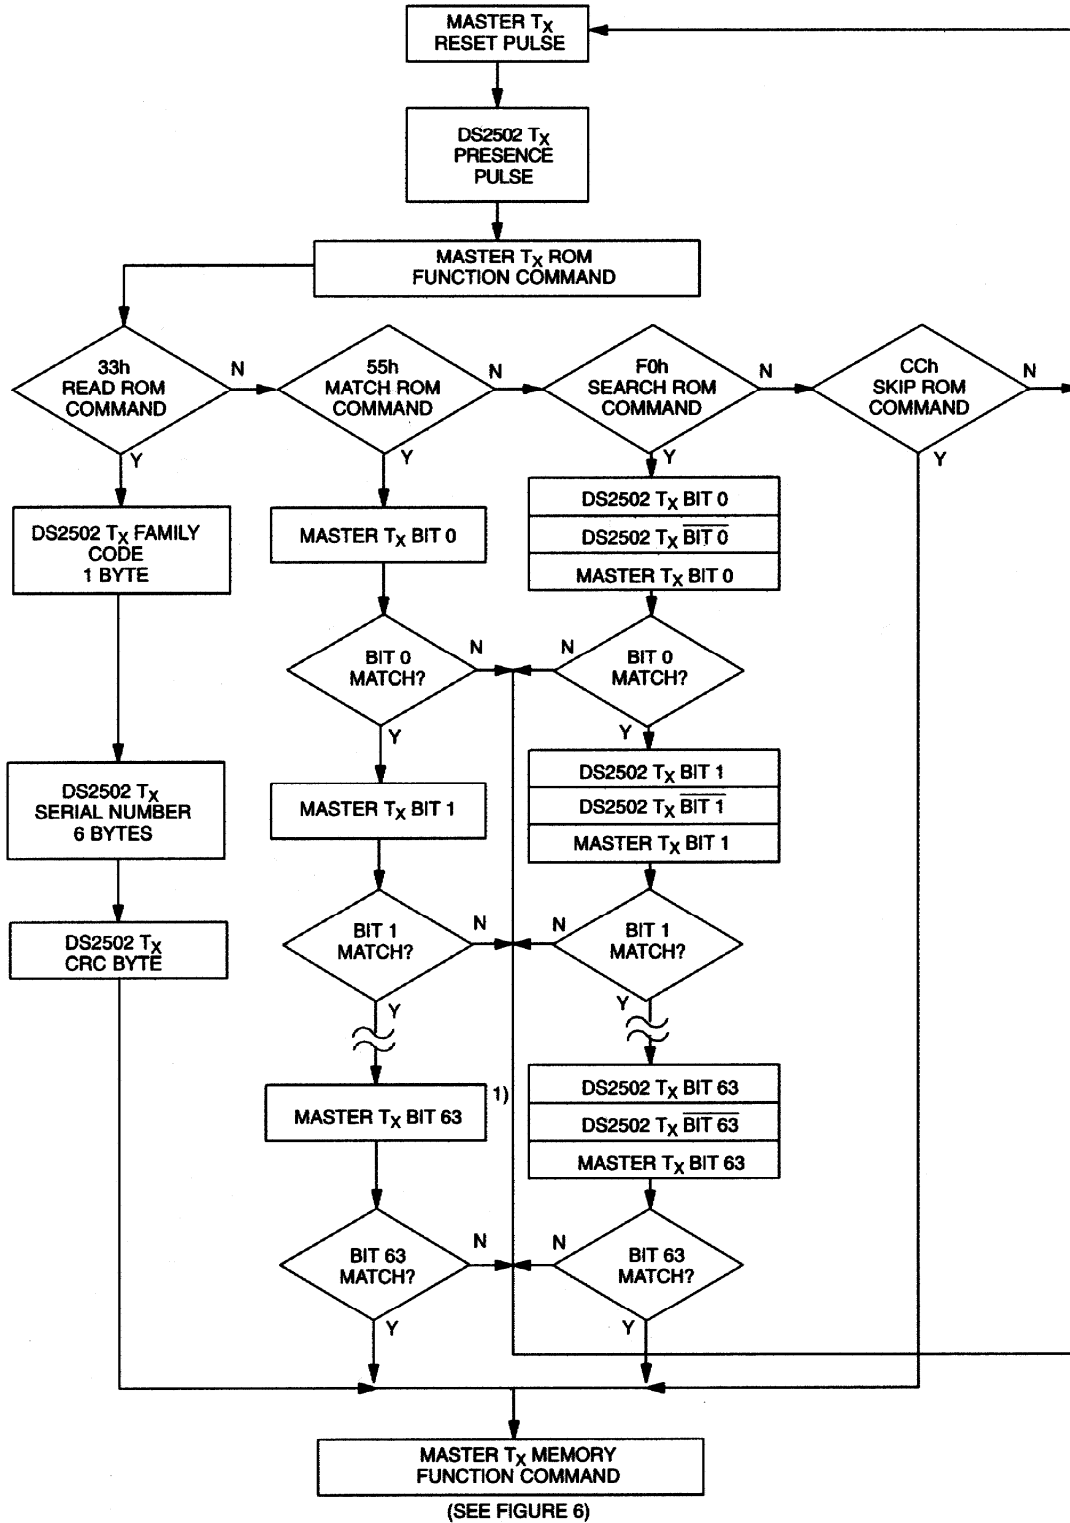 MASTER TX
RESET PULSE
DS2502 TX
PRESENCE
PULSE
MASTER TX ROM
FUNCTION COMMAND
33h
READ ROM
COMMAND
N
Y
55h
MATCH ROM
COMMAND
N
Y
F0h
SEARCH ROM
COMMAND
N
Y
CCh
SKIP ROM
COMMAND
N
Y
DS2502 TX FAMILY
CODE
1 BYTE
DS2502 TX
SERIAL NUMBER
6 BYTES
DS2502 TX
CRC BYTE
MASTER TX BIT 0
BIT 0
MATCH?
N
Y
MASTER TX BIT 1
BIT 1
MATCH?
N
Y
MASTER TX BIT 63
1)
BIT 63
MATCH?
N
Y
DS2502 TX BIT 0
DS2502 TX BIT 0
MASTER TX BIT 0
BIT 0
MATCH?
N
Y
DS2502 TX BIT 1
DS2502 TX BIT 1
MASTER TX BIT 1
BIT 1
MATCH?
N
Y
DS2502 TX BIT 63
DS2502 TX BIT 63
MASTER TX BIT 63
BIT 63
MATCH?
N
Y
MASTER TX MEMORY
FUNCTION COMMAND
(SEE FIGURE 6)